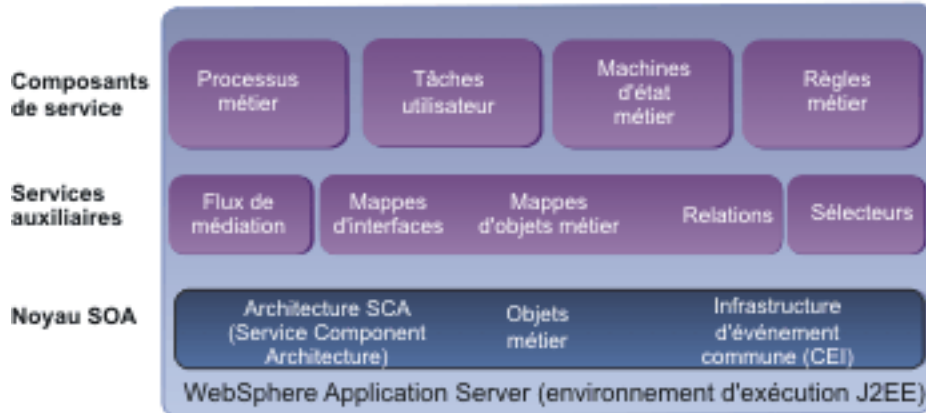 Composants
de service
Processus
métier
Tâches
utilisateur
Machines
d'état
métier
Règles
métier
Services
auxiliaires
Flux de
médiation
Mappes
d'interfaces
Mappes
d'objets métier
Relations
Sélecteurs
Noyau SOA
Architecture SCA
(Service Component
Architecture)
Objets
métier
Infrastructure
d'événement
commune (CEI)
WebSphere Application Server (environnement d'exécution J2EE)